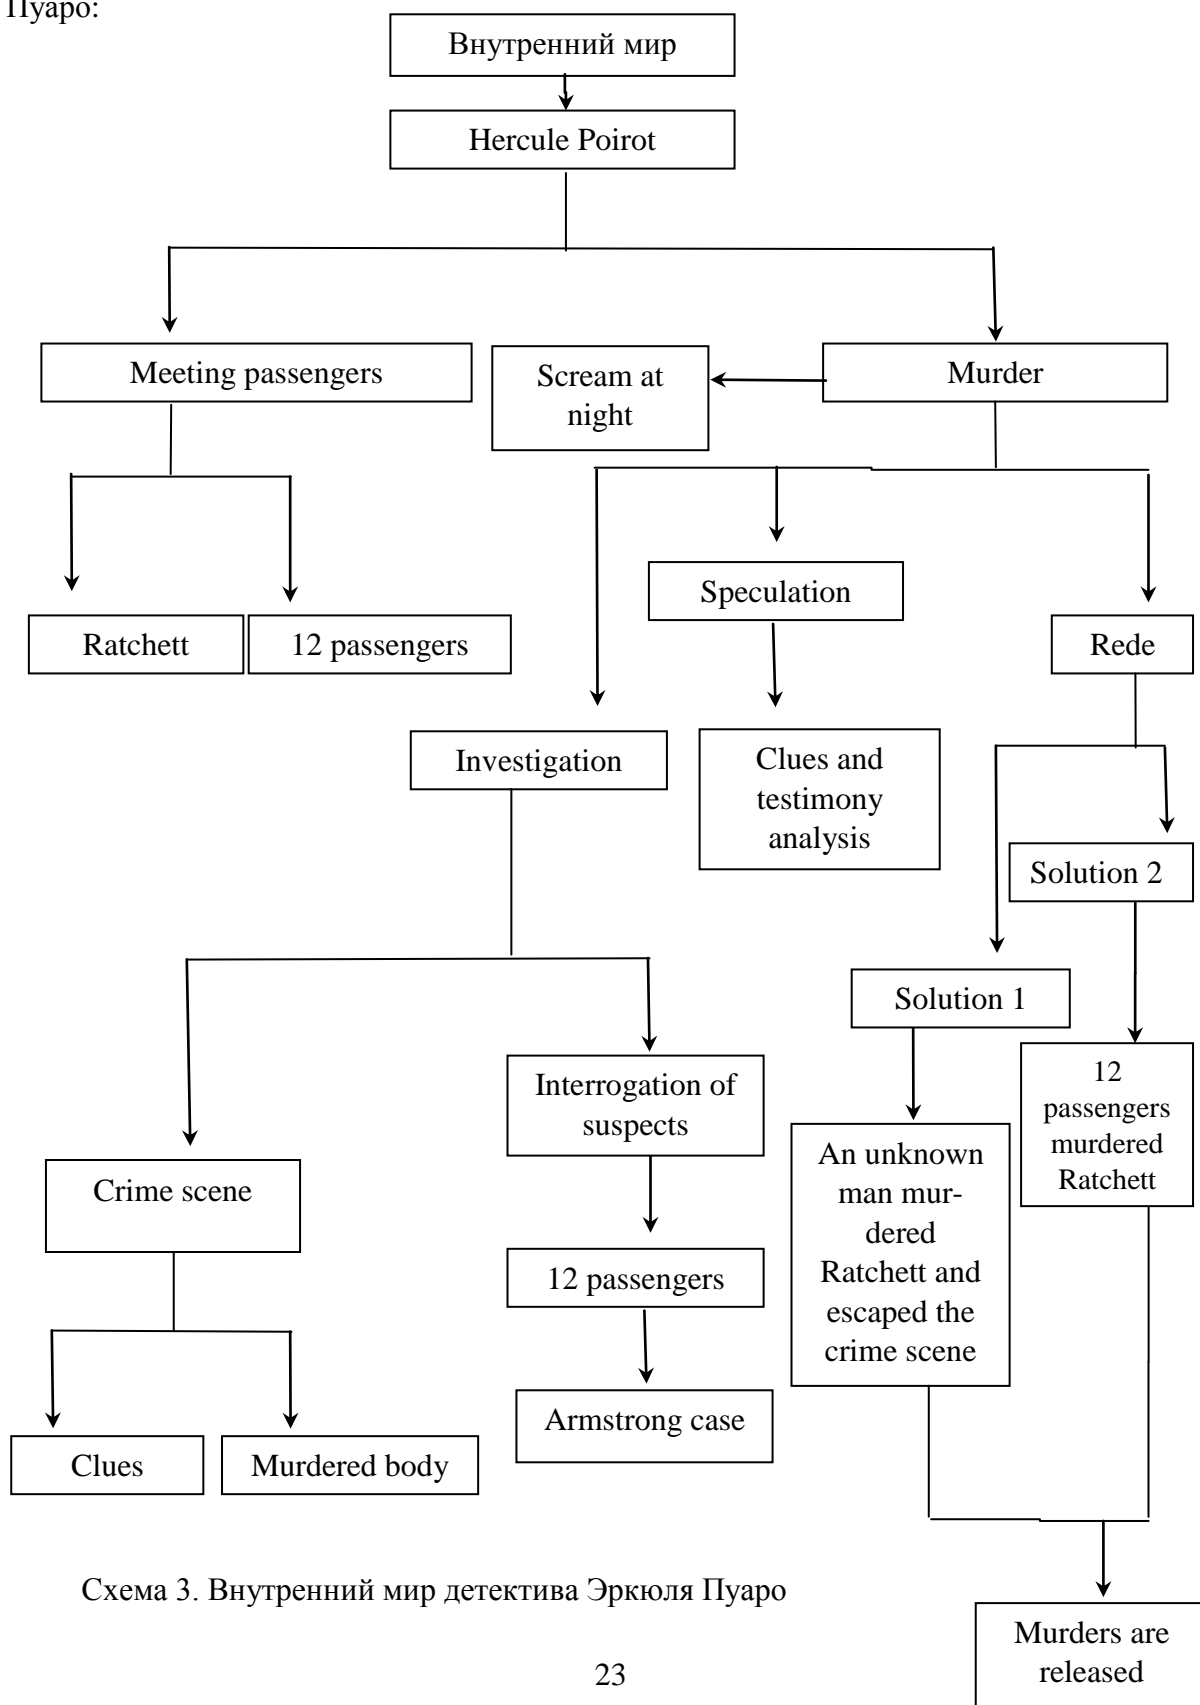 Пуаро:
Внутренний мир
Hercule Poirot
Meeting passengers
Scream at
night
Murder
Ratchett
12 passengers
Speculation
Rede
Investigation
Clues and
testimony
analysis
Solution 2
Solution 1
Interrogation of
suspects
12
passengers
murdered
Ratchett
Crime scene
An unknown
man mur-
dered
Ratchett and
escaped the
crime scene
12 passengers
Armstrong case
Clues
Murdered body
Схема 3. Внутренний мир детектива Эркюля Пуаро
Murders are
released
23